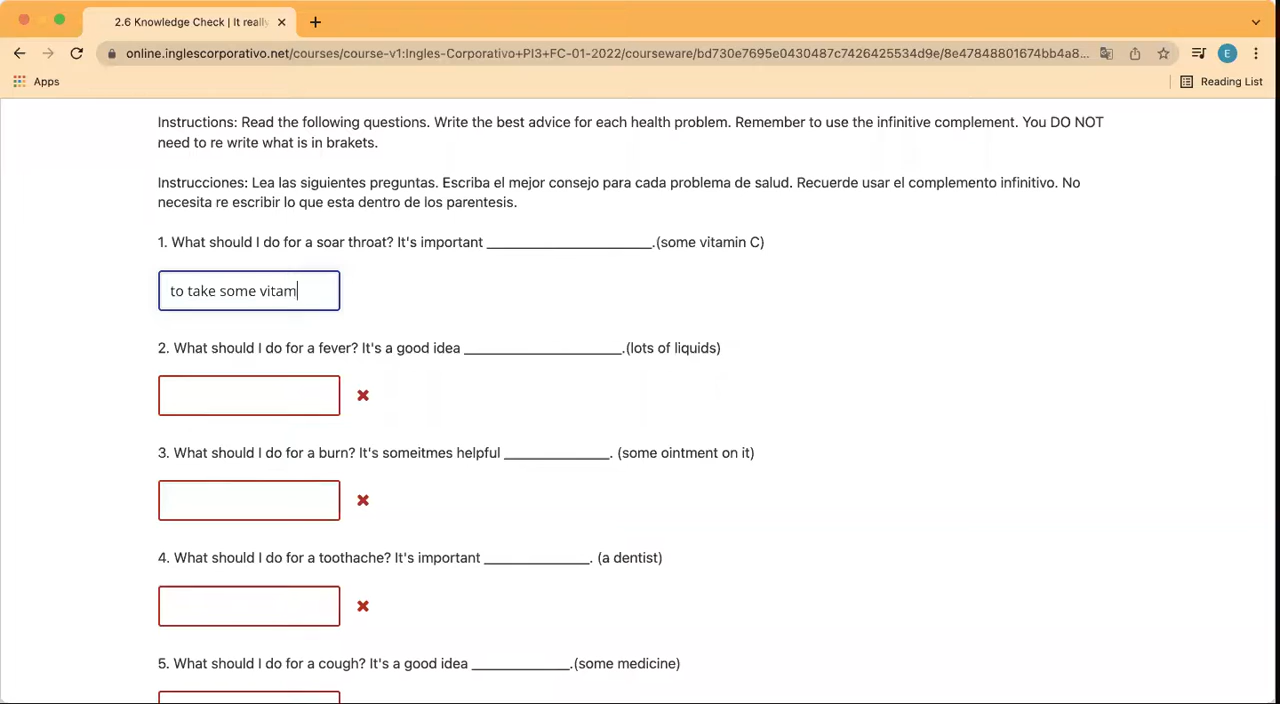 2.6 Knowledge Check | It really
online.inglescorporativo.net/courses/course-v1:Ingles-Corporativo+PI3+FC-01-2022/courseware/bd730e7695e0430487c7426425534d9e/8e47848801674bb4a8...
E
Apps
Reading List
Instructions: Read the following questions. Write the best advice for each health problem. Remember to use the infinitive complement. You DO NOT
need to re write what is in brakets.
Instrucciones: Lea las siguientes preguntas. Escriba el mejor consejo para cada problema de salud. Recuerde usar el complemento infinitivo. No
necesita re escribir lo que esta dentro de los parentesis.
1. What should I do for a soar throat? It's important ____________________.(some vitamin C)
to take some vitam
2. What should I do for a fever? It's a good idea ___________________.(lots of liquids)
3. What should I do for a burn? It's someitmes helpful _____________. (some ointment on it)
4. What should I do for a toothache? It's important _____________. (a dentist)
5. What should I do for a cough? It's a good idea ____________.(some medicine)